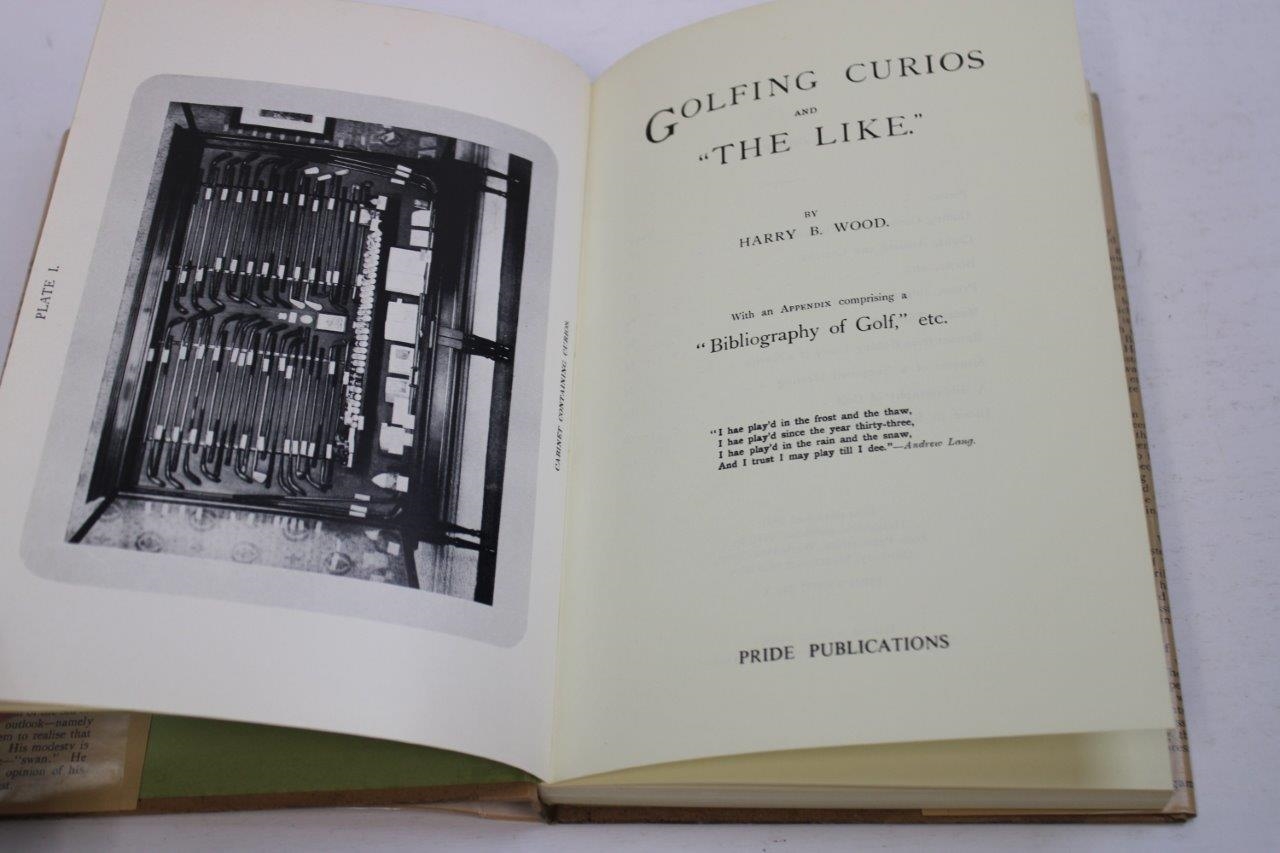 PLATE I.
CABINET CONTAINING CURIOS
GOLFING CURIOS
AND
"THE LIKE."
BY
HARRY B. WOOD.
With an APPENDIX comprising a
"Bibliography of Golf," etc.
"I hae play'd in the frost and the thaw,
I hae play'd since the year thirty-three,
I hae play'd in the rain and the snaw,
And I trust I may play till I dee."—Andrew Lang.
PRIDE PUBLICATIONS
outlook—namely
em to realise that
His modesty is
—"swan." He
opinion of his